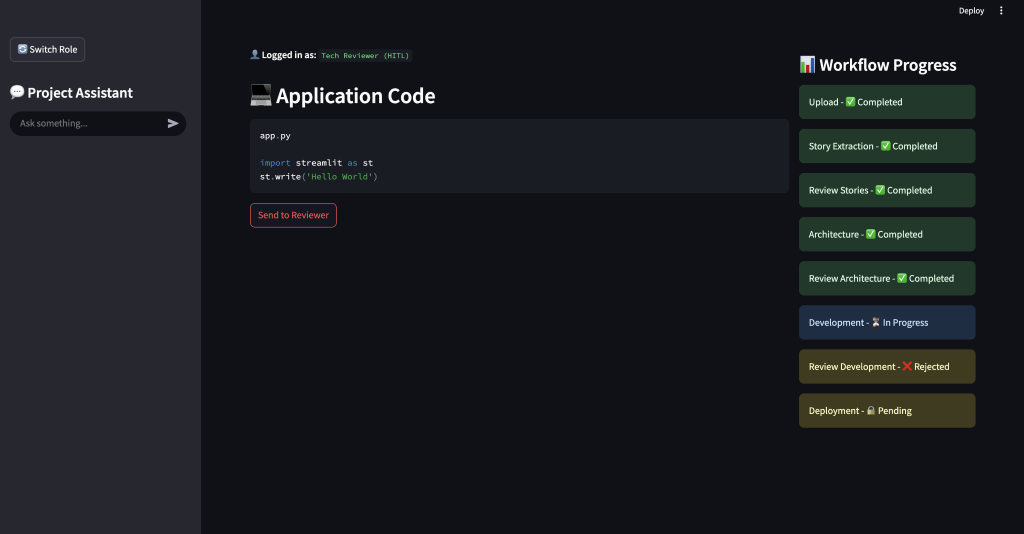 Deploy
Switch Role
Project Assistant
Ask something...
Logged in as: Tech Reviewer (HITL)
Application Code
app.py
import streamlit as st
st.write('Hello World')
Send to Reviewer
Workflow Progress
Upload - ✅ Completed
Story Extraction - ✅ Completed
Review Stories - ✅ Completed
Architecture - ✅ Completed
Review Architecture - ✅ Completed
Development - ⏳ In Progress
Review Development - ❌ Rejected
Deployment - 🔒 Pending